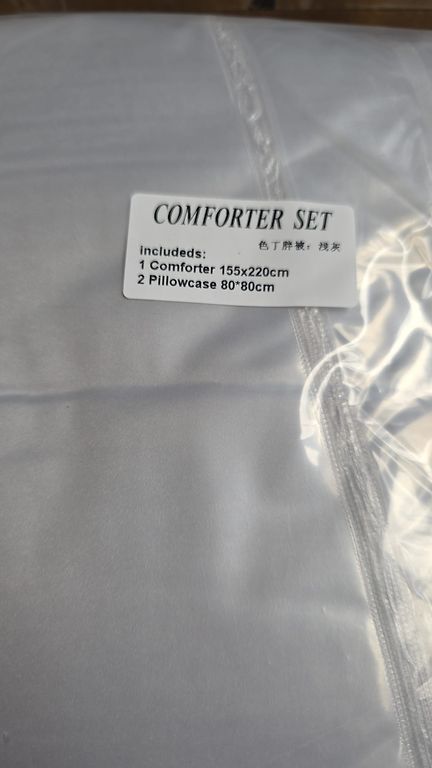 COMFORTER SET
色丁胖被：浅灰
includeds:
1 Comforter 155x220cm
2 Pillowcase 80*80cm